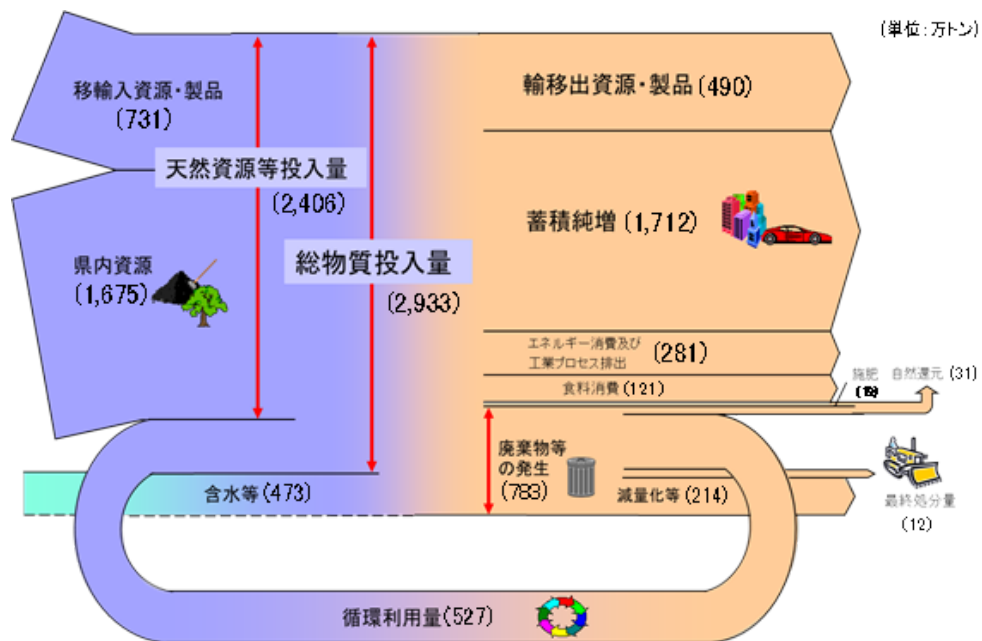 (単位:万トン)
移輸入資源・製品
(731)
輸移出資源・製品(490)
天然資源等投入量
(2,406)
蓄積純増(1,712)
総物質投入量
(2,933)
県内資源
(1,675)
エネルギー消費及び
工業プロセス排出
(281)
食料消費(121)
施肥
自然還元(31)
廃棄物等
の発生
(783)
含水等(473)
減量化等(214)
最終処分量
(12)
循環利用量(527)